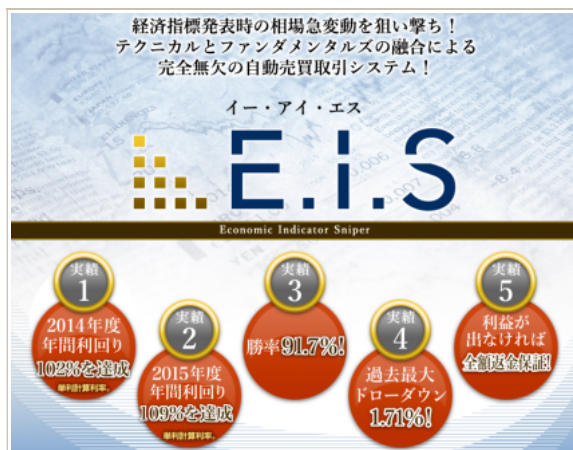 経済指標発表時の相場急変動を狙い撃ち！
テクニカルとファンダメンタルズの融合による
完全無欠の自動売買取引システム！
イー・アイ・エス
E.I.S
Economic Indicator Sniper
実績
1
2014年度
年間利回り
102%を達成
単利計算利率。
実績
2
2015年度
年間利回り
109%を達成
単利計算利率。
実績
3
勝率91.7%!
実績
4
過去最大
ドローダウン
1.71%!
実績
5
利益が
出なければ
全額返金保証!